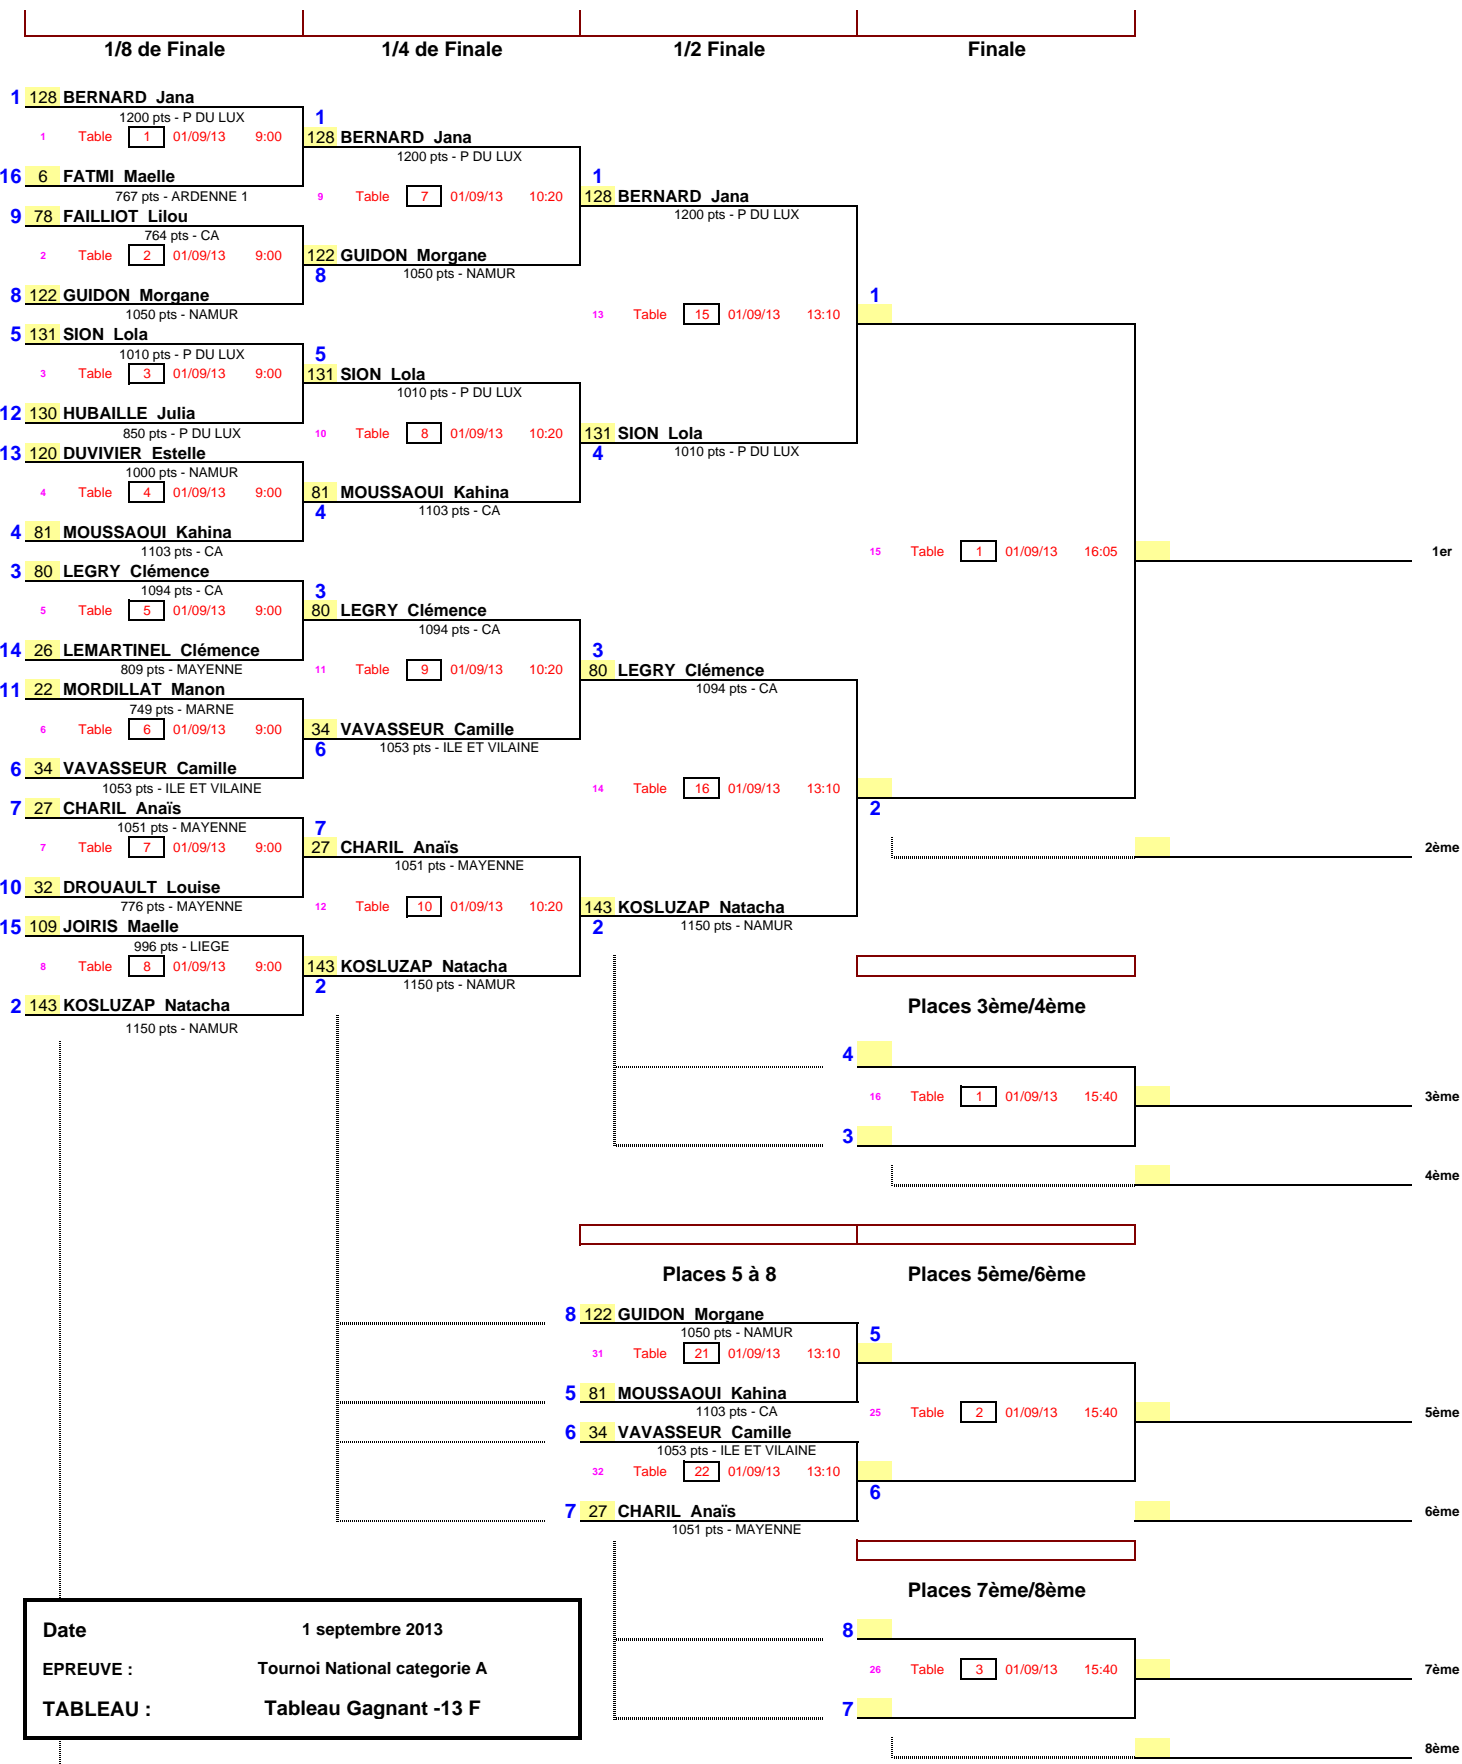 1/8 de Finale 1/4 de Finale 1/2 Finale Finale
1 128 BERNARD Jana
1200 pts - P DU LUX
1 Table 1 01/09/13 9:00
16 6 FATMI Maelle
767 pts - ARDENNE 1
9 78 FAILLIOT Lilou
764 pts - CA
2 Table 2 01/09/13 9:00
8 122 GUIDON Morgane
1050 pts - NAMUR
5 131 SION Lola
1010 pts - P DU LUX
3 Table 3 01/09/13 9:00
12 130 HUBAILLE Julia
850 pts - P DU LUX
13 120 DUVIVIER Estelle
1000 pts - NAMUR
4 Table 4 01/09/13 9:00
4 81 MOUSSAOUI Kahina
1103 pts - CA
3 80 LEGRY Clémence
1094 pts - CA
5 Table 5 01/09/13 9:00
14 26 LEMARTINEL Clémence
809 pts - MAYENNE
11 22 MORDILLAT Manon
749 pts - MARNE
6 Table 6 01/09/13 9:00
6 34 VAVASSEUR Camille
1053 pts - ILE ET VILAINE
7 27 CHARIL Anaïs
1051 pts - MAYENNE
7 Table 7 01/09/13 9:00
10 32 DROUAULT Louise
776 pts - MAYENNE
15 109 JOIRIS Maelle
996 pts - LIEGE
8 Table 8 01/09/13 9:00
2 143 KOSLUZAP Natacha
1150 pts - NAMUR
1
128 BERNARD Jana
1200 pts - P DU LUX
9 Table 7 01/09/13 10:20
122 GUIDON Morgane
8 1050 pts - NAMUR
5
131 SION Lola
1010 pts - P DU LUX
10 Table 8 01/09/13 10:20
81 MOUSSAOUI Kahina
4 1103 pts - CA
3
80 LEGRY Clémence
1094 pts - CA
11 Table 9 01/09/13 10:20
34 VAVASSEUR Camille
6 1053 pts - ILE ET VILAINE
7
27 CHARIL Anaïs
1051 pts - MAYENNE
12 Table 10 01/09/13 10:20
143 KOSLUZAP Natacha
2 1150 pts - NAMUR
1
128 BERNARD Jana
1200 pts - P DU LUX
13 Table 15 01/09/13 13:10
131 SION Lola
4 1010 pts - P DU LUX
3
80 LEGRY Clémence
1094 pts - CA
14 Table 16 01/09/13 13:10
143 KOSLUZAP Natacha
2 1150 pts - NAMUR
1
15 Table 1 01/09/13 16:05 1er
2
2ème
Places 3ème/4ème
4
16 Table 1 01/09/13 15:40 3ème
3
4ème
Places 5 à 8 Places 5ème/6ème
8 122 GUIDON Morgane
1050 pts - NAMUR
31 Table 21 01/09/13 13:10
5 81 MOUSSAOUI Kahina
1103 pts - CA
6 34 VAVASSEUR Camille
1053 pts - ILE ET VILAINE
32 Table 22 01/09/13 13:10
7 27 CHARIL Anaïs
1051 pts - MAYENNE
5
25 Table 2 01/09/13 15:40 5ème
6
6ème
Places 7ème/8ème
8
26 Table 3 01/09/13 15:40 7ème
7
8ème
Date 1 septembre 2013
EPREUVE : Tournoi National categorie A
TABLEAU : Tableau Gagnant -13 F